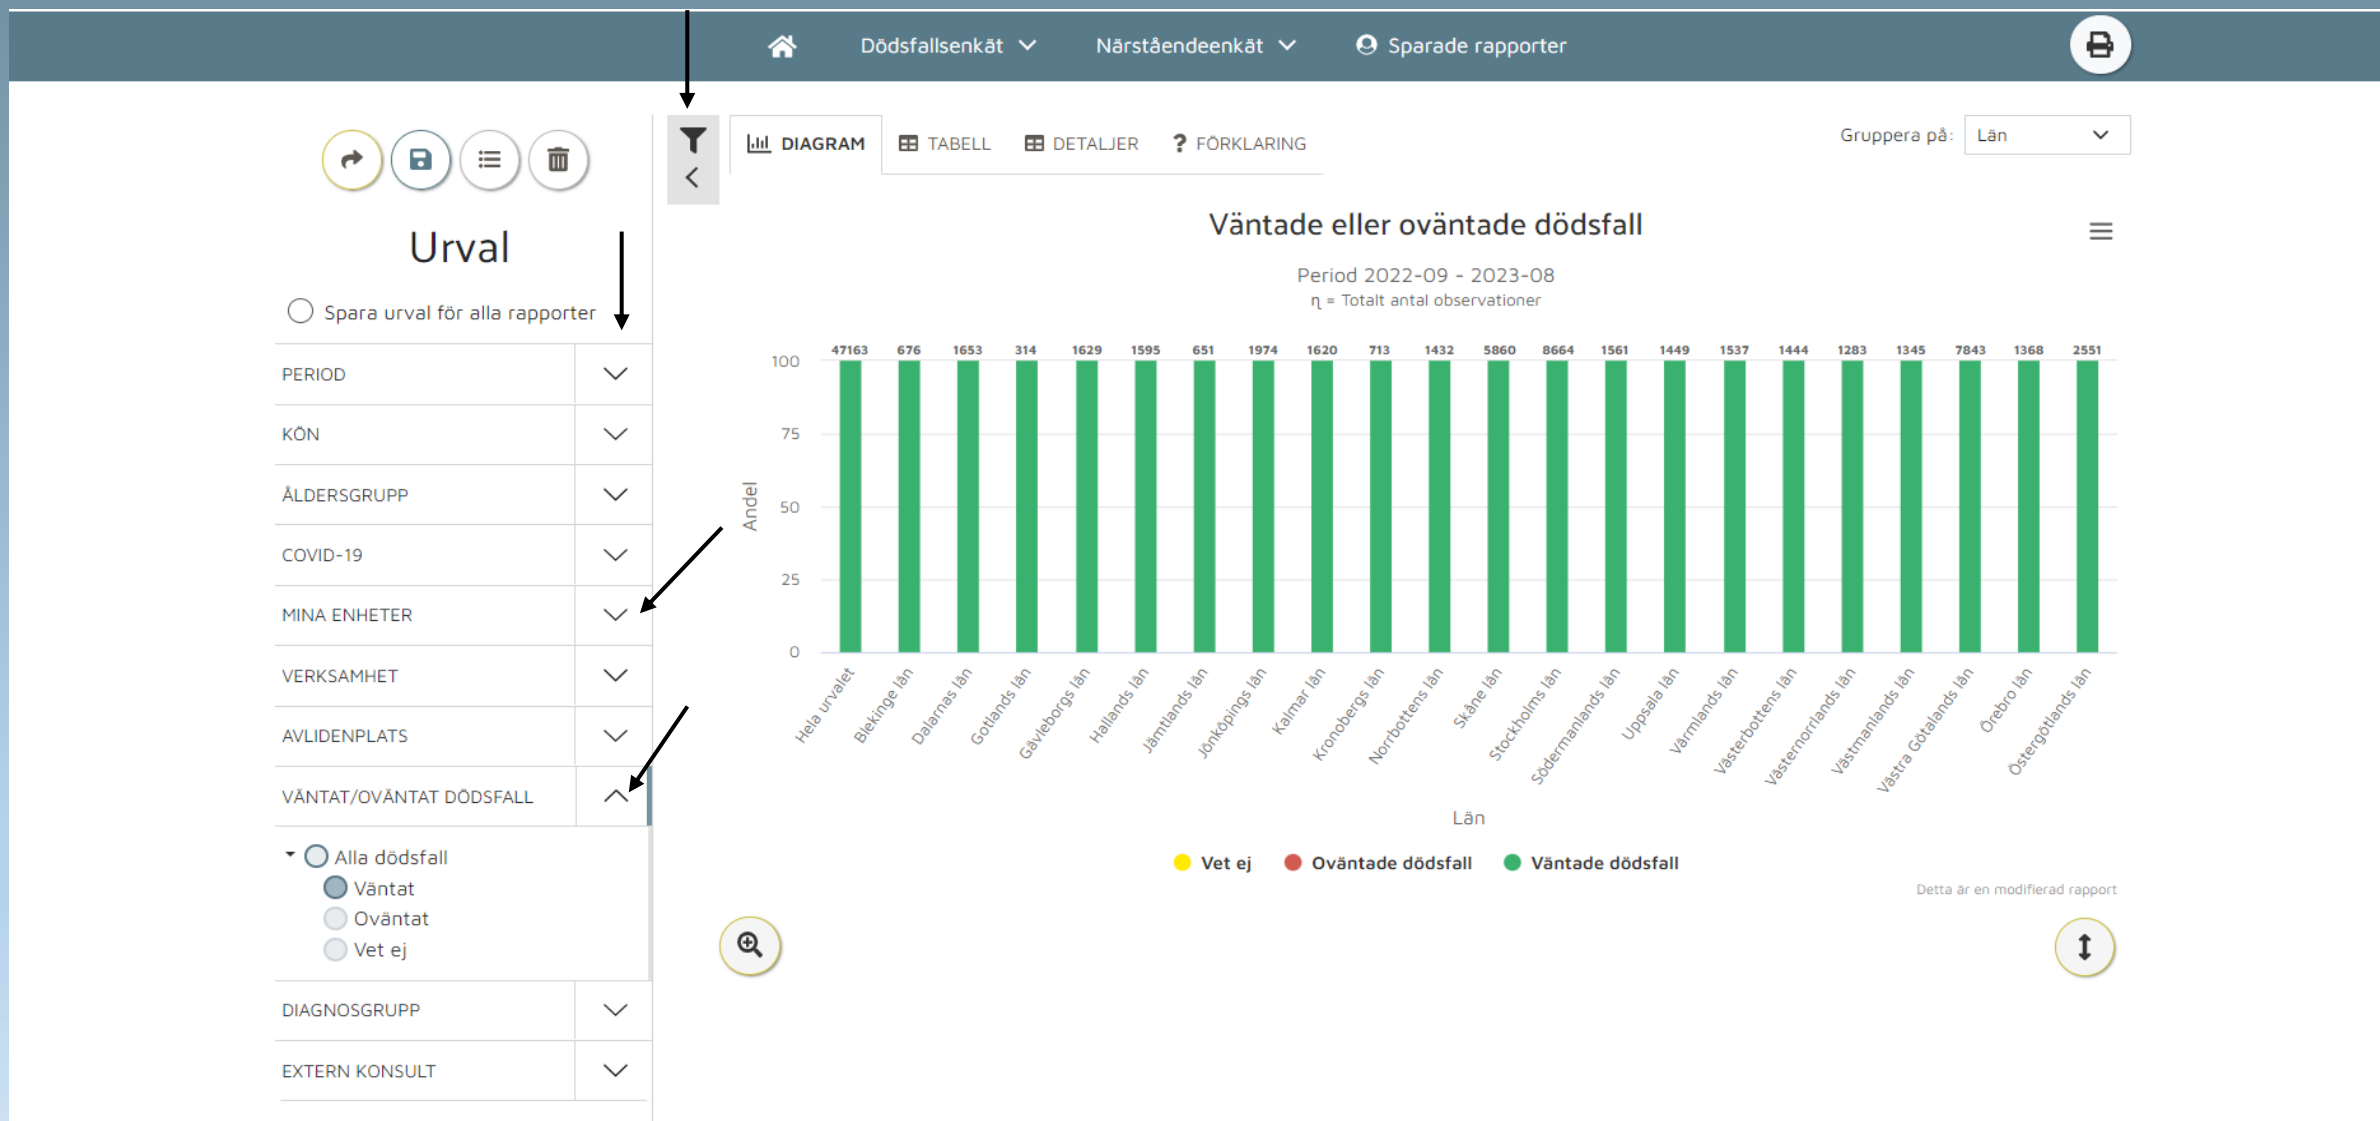 Dödsfallsenkät
Närståendeenkät
Sparade rapporter
Urval
Spara urval för alla rapporter
PERIOD
KÖN
ÅLDERSGRUPP
COVID-19
MINA ENHETER
VERKSAMHET
AVLIDENPLATS
VÄNTAT/OVÄNTAT DÖDSFALL
Alla dödsfall
Väntat
Oväntat
Vet ej
DIAGNOSGRUPP
EXTERN KONSULT
DIAGRAM
TABELL
DETALJER
? FÖRKLARING
Gruppera på: Län
Väntade eller oväntade dödsfall
Period 2022-09 - 2023-08
η = Totalt antal observationer
47163 676 1653 314 1629 1595 651 1974 1620 713 1432 5860 8664 1561 1449 1537 1444 1283 1345 7843 1368 2551
100
75
50
25
0
Andel
Hela urvalet
Blekinge län
Dalarnas län
Gotlands län
Gävleborgs län
Hallands län
Jämtlands län
Jönköpings län
Kalmar län
Kronobergs län
Norrbottens län
Skåne län
Stockholms län
Södermanlands län
Uppsala län
Värmlands län
Västerbottens län
Västernorrlands län
Västmanlands län
Västra Götalands län
Örebro län
Östergötlands län
Län
Vet ej
Oväntade dödsfall
Väntade dödsfall
Detta är en modifierad rapport